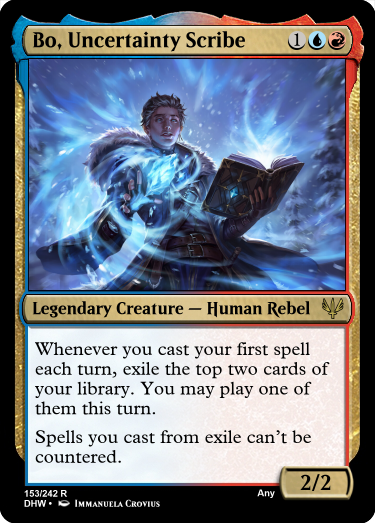 Bo, Uncertainty Scribe 1
Legendary Creature — Human Rebel
Whenever you cast your first spell
each turn, exile the top two cards of
your library. You may play one of
them this turn.
Spells you cast from exile can't be
countered.
2/2
153/242 R Any
DHW • Immanuela Crovius